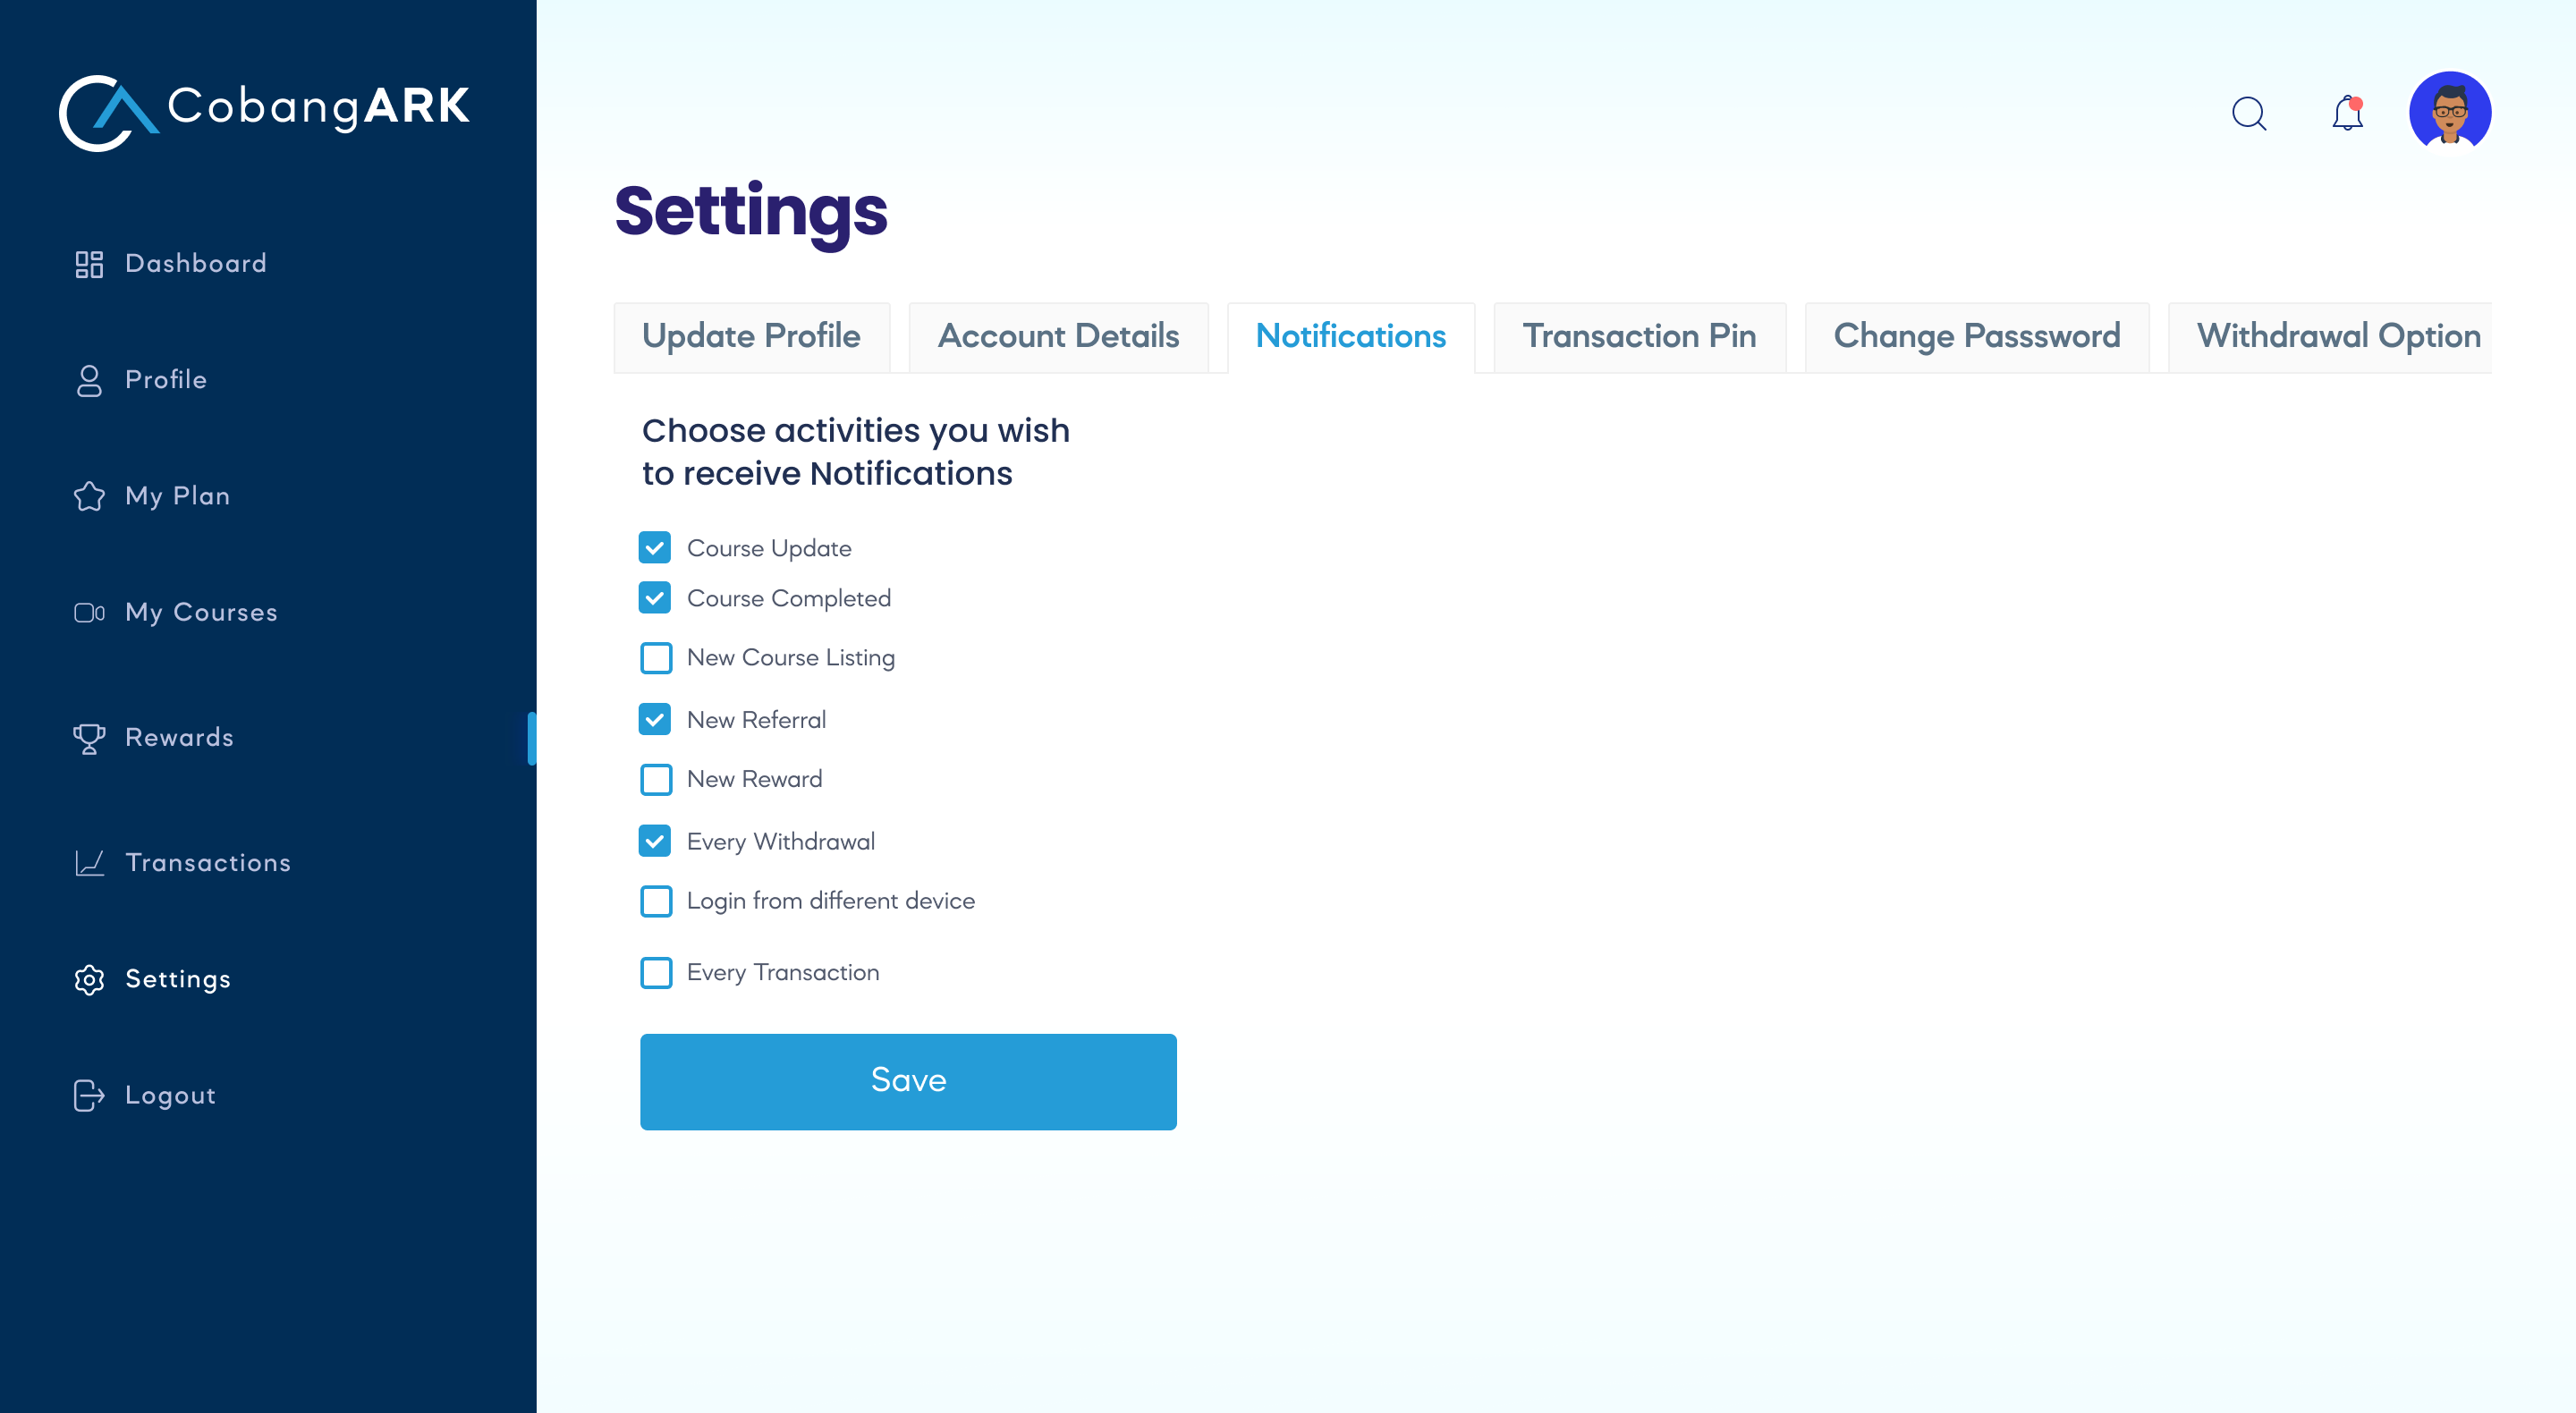 CobangARK
Dashboard
Profile
My Plan
My Courses
Rewards
Transactions
Settings
Logout
Settings
Update Profile
Account Details
Notifications
Transaction Pin
Change Passsword
Withdrawal Option
Choose activities you wish
to receive Notifications
Course Update
Course Completed
New Course Listing
New Referral
New Reward
Every Withdrawal
Login from different device
Every Transaction
Save